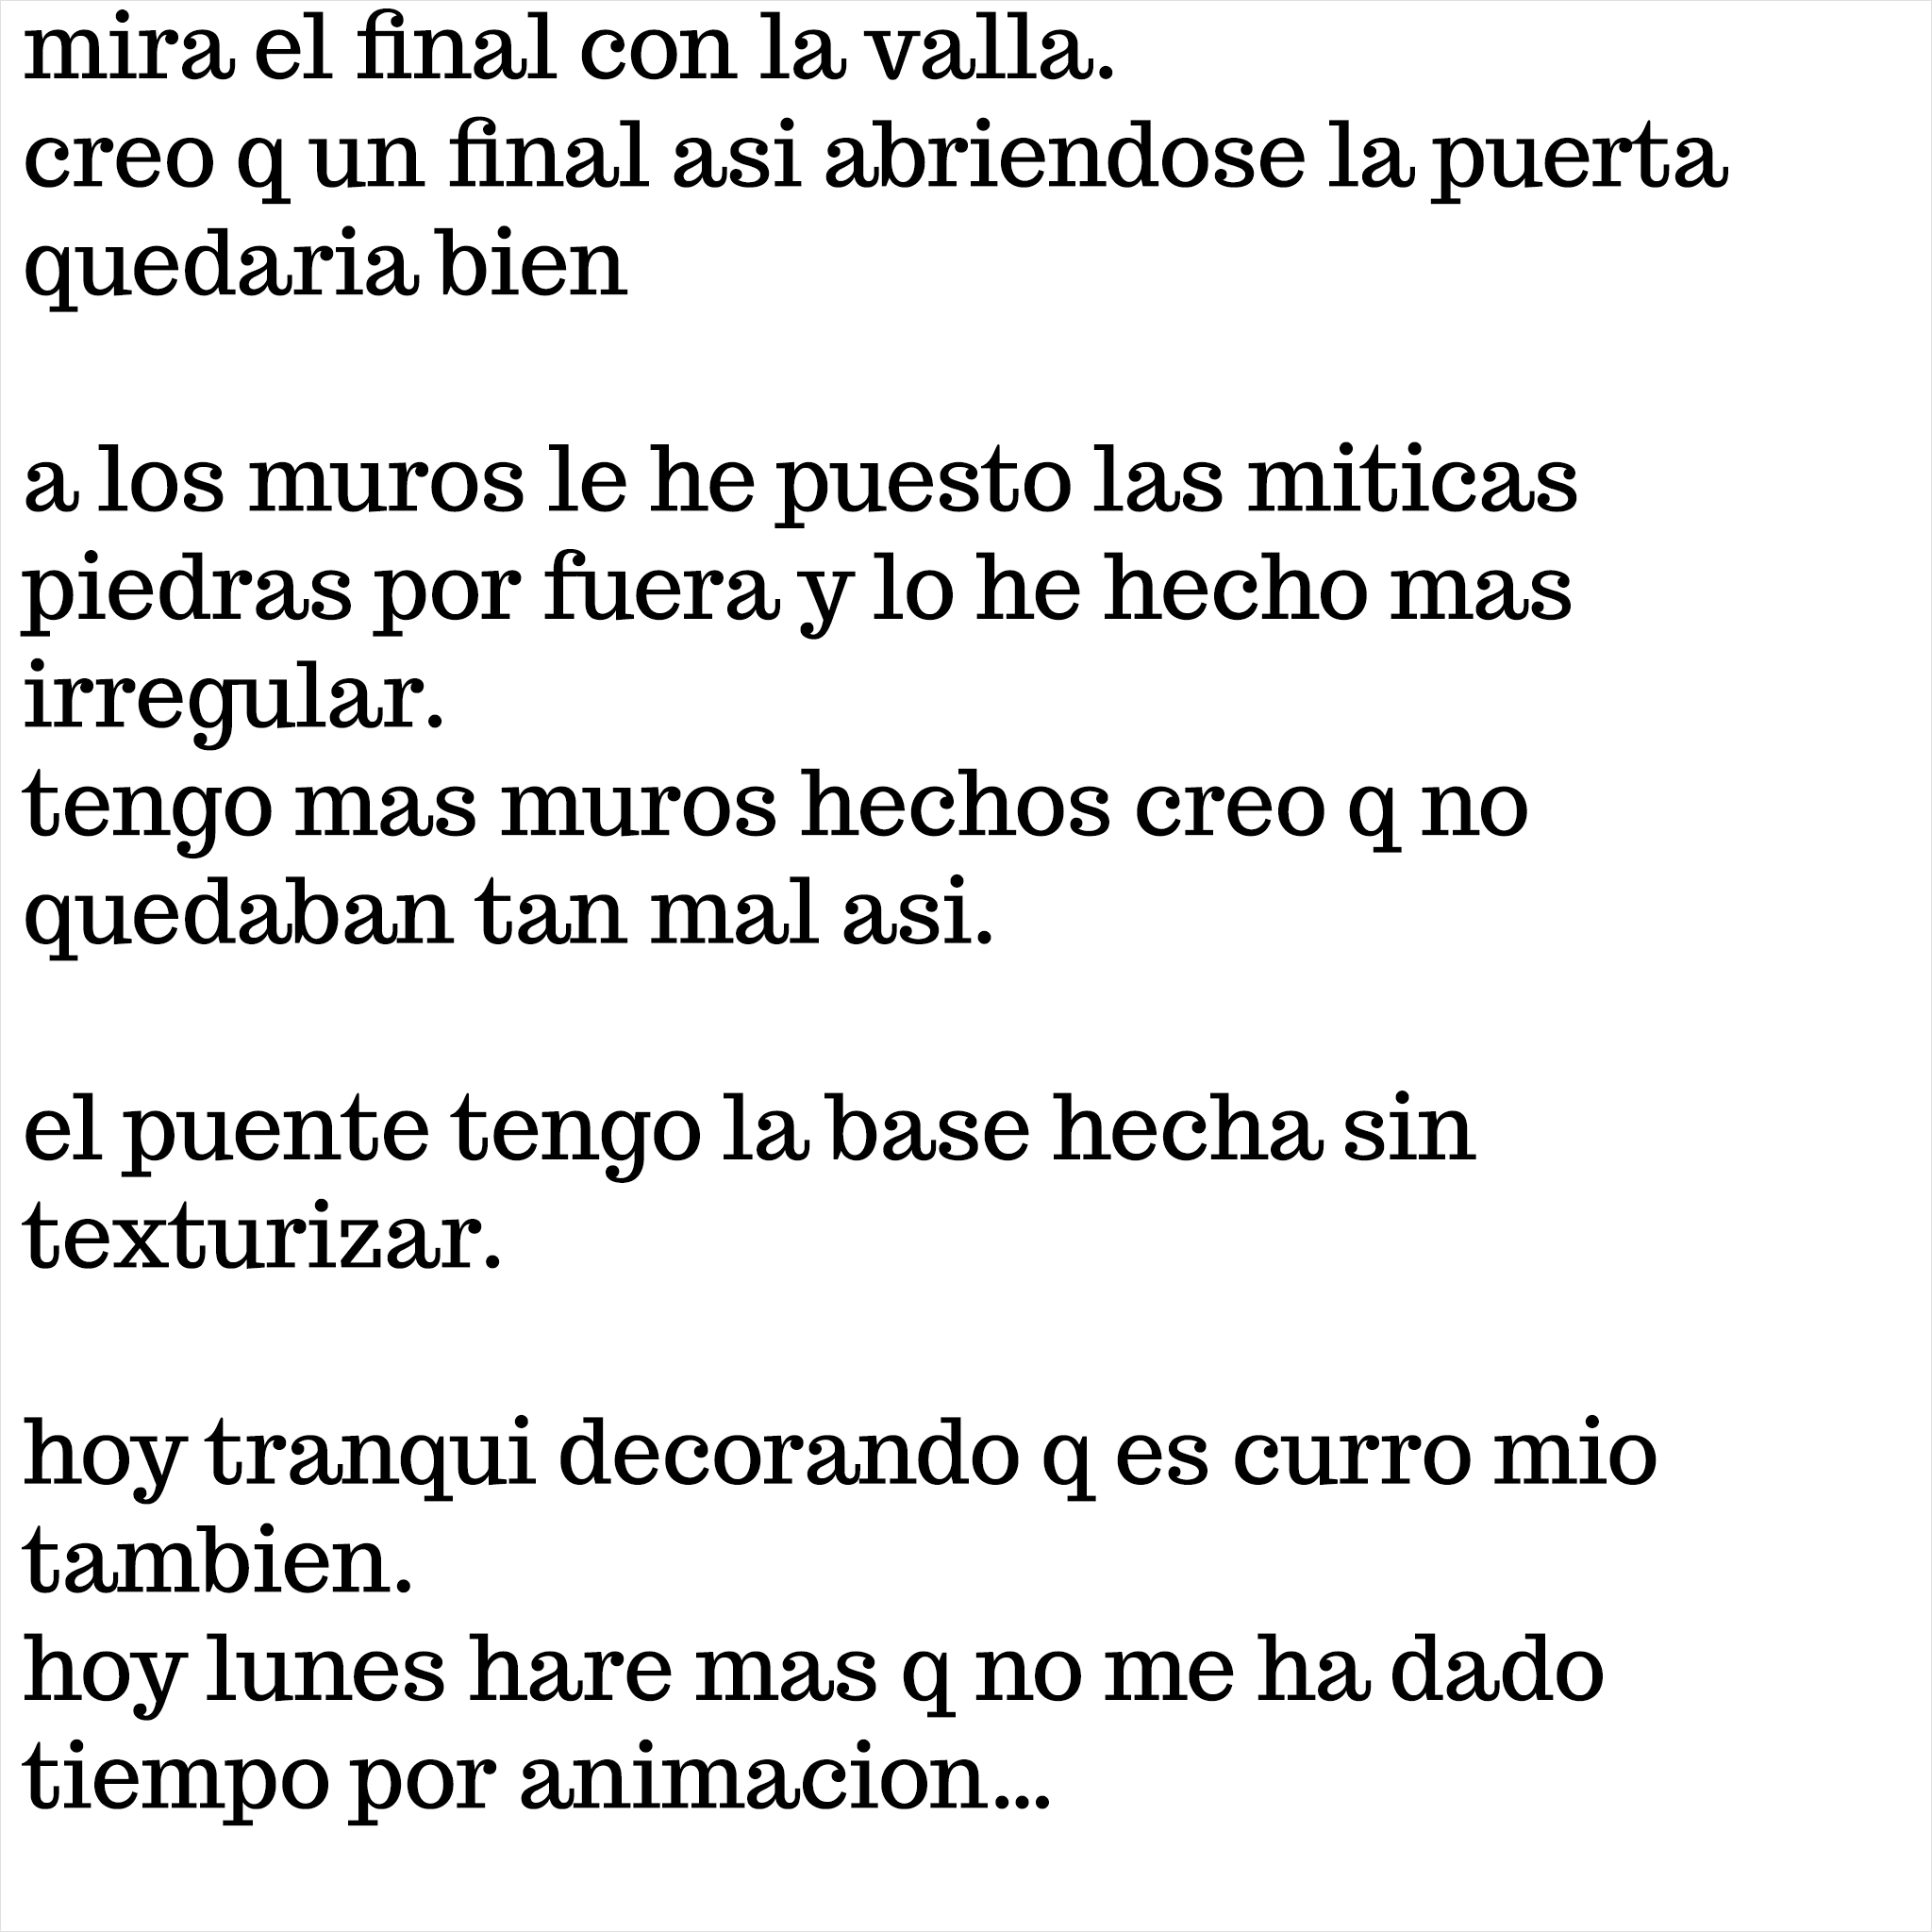 mira el final con la valla.
creo q un final asi abriendose la puerta
quedaria bien
a los muros le he puesto las miticas
piedras por fuera y lo he hecho mas
irregular.
tengo mas muros hechos creo q no
quedaban tan mal asi.
el puente tengo la base hecha sin
texturizar.
hoy tranqui decorando q es curro mio
tambien.
hoy lunes hare mas q no me ha dado
tiempo por animacion...